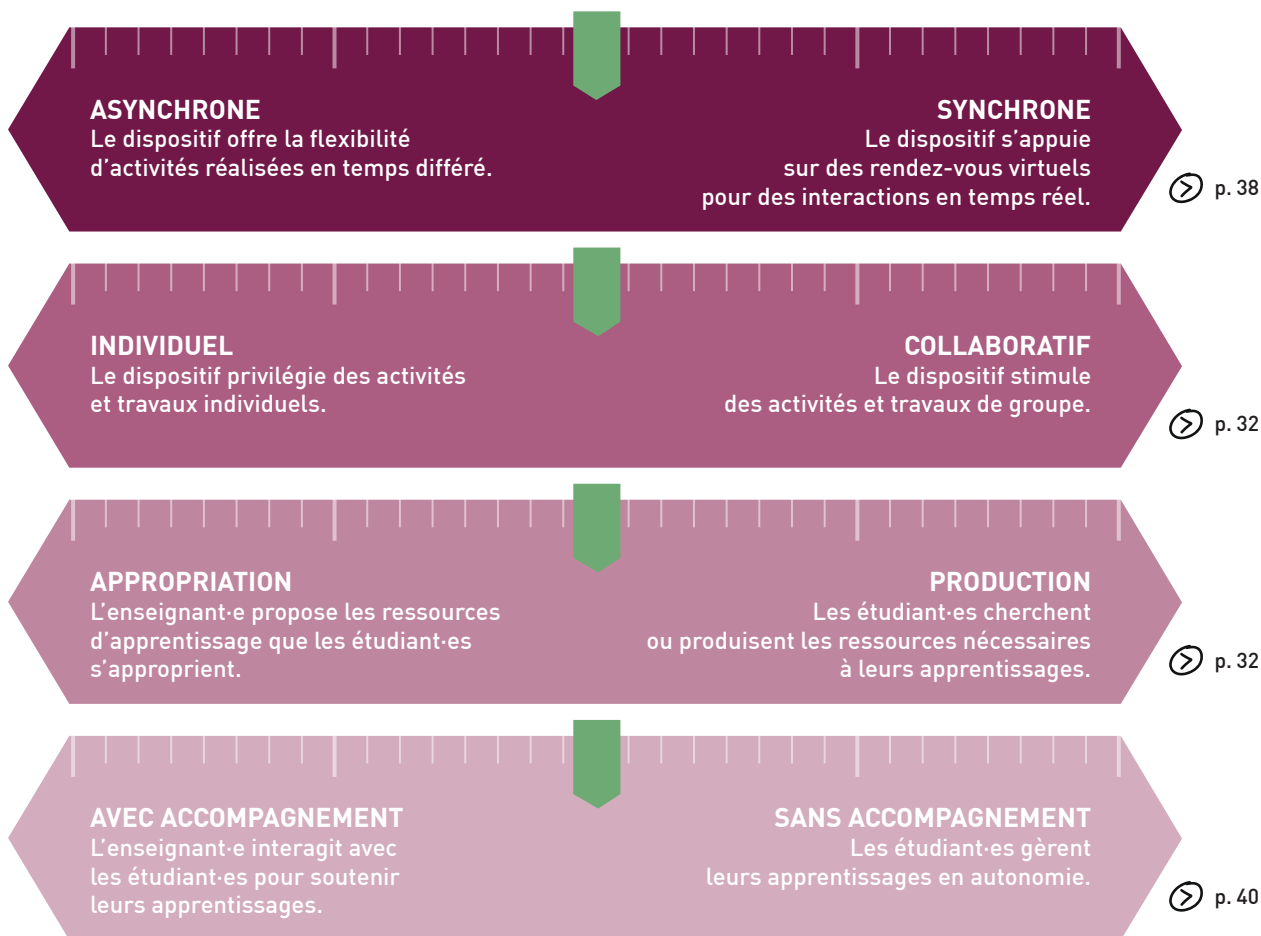 ASYNCHRONE
Le dispositif offre la flexibilité
d'activités réalisées en temps différé.
SYNCHRONE
Le dispositif s'appuie
sur des rendez-vous virtuels
pour des interactions en temps réel.
p. 38
INDIVIDUEL
Le dispositif privilégie des activités
et travaux individuels.
COLLABORATIF
Le dispositif stimule
des activités et travaux de groupe.
p. 32
APPROPRIATION
L'enseignant·e propose les ressources
d'apprentissage que les étudiant·es
s'approprient.
PRODUCTION
Les étudiant·es cherchent
ou produisent les ressources nécessaires
à leurs apprentissages.
p. 32
AVEC ACCOMPAGNEMENT
L'enseignant·e interagit avec
les étudiant·es pour soutenir
leurs apprentissages.
SANS ACCOMPAGNEMENT
Les étudiant·es gèrent
leurs apprentissages en autonomie.
p. 40